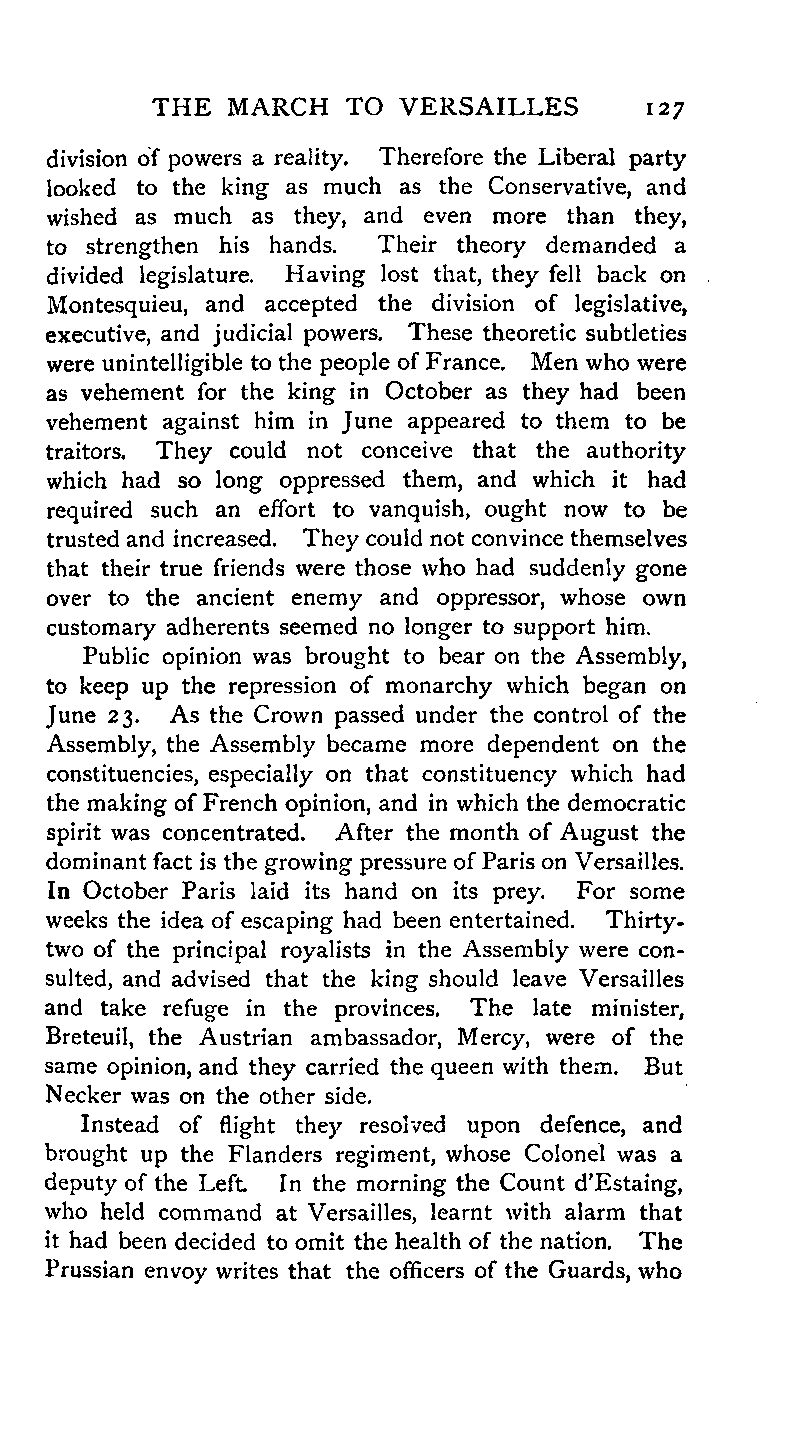 THE MARCH TO VERSAILLES 127
division of powers a reality. Therefore the Liberal party
looked to the king as much as the Conservative, and
wished as much as they, and even more than they,
to strengthen his hands. Their theory demanded a
divided legislature. Having lost that, they fell back on
Montesquieu, and accepted the division of legislative,
executive, and judicial powers. These theoretic subtleties
were unintelligible to the people of France. Men who were
as vehement for the king in October as they had been
vehement against him in June appeared to them to be
traitors. They could not conceive that the authority
which had so long oppressed them, and which it had
required such an effort to vanquish, ought now to be
trusted and increased. They could not convince themselves
that their true friends were those who had suddenly gone
over to the ancient enemy and oppressor, whose own
customary adherents seemed no longer to support him.
Public opinion was brought to bear on the Assembly,
to keep up the repression of monarchy which began on
June 23. As the Crown passed under the control of the
Assembly, the Assembly became more dependent on the
constituencies, especially on that constituency which had
the making of French opinion, and in which the democratic
spirit was concentrated. After the month of August the
dominant fact is the growing pressure of Paris on Versailles.
In October Paris laid its hand on its prey. For some
weeks the idea of escaping had been entertained. Thirty-
two of the principal royalists in the Assembly were con-
sulted, and advised that the king should leave Versailles
and take refuge in the provinces. The late minister,
Breteuil, the Austrian ambassador, Mercy, were of the
same opinion, and they carried the queen with them. But
Necker was on the other side.
Instead of flight they resolved upon defence, and
brought up the Flanders regiment, whose Colonel was a
deputy of the Left. In the morning the Count d'Estaing,
who held command at Versailles, learnt with alarm that
it had been decided to omit the health of the nation. The
Prussian envoy writes that the officers of the Guards, who